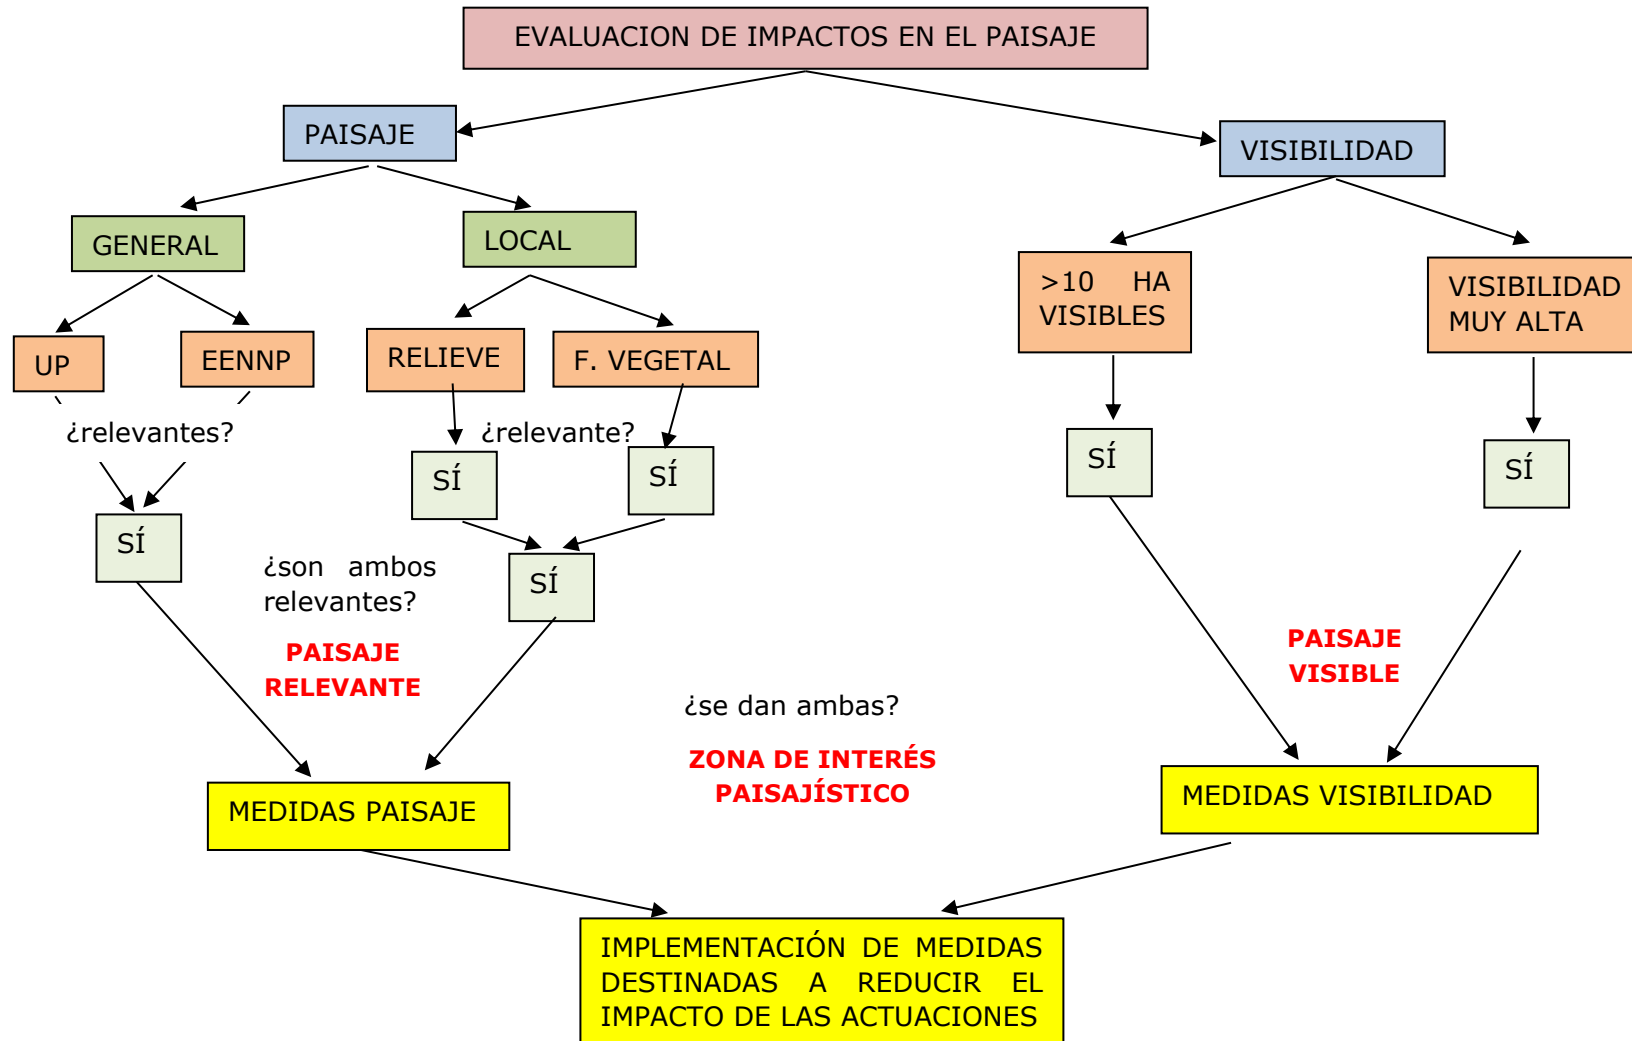 EVALUACION DE IMPACTOS EN EL PAISAJE
PAISAJE
VISIBILIDAD
GENERAL
LOCAL
>10 HA
VISIBLES
VISIBILIDAD
MUY ALTA
UP
EENNP
RELIEVE
F. VEGETAL
¿relevantes?
¿relevante?
SÍ
SÍ
SÍ
SÍ
SÍ
SÍ
¿son ambos
relevantes?
PAISAJE
RELEVANTE
PAISAJE
VISIBLE
¿se dan ambas?
ZONA DE INTERÉS
PAISAJÍSTICO
MEDIDAS PAISAJE
MEDIDAS VISIBILIDAD
IMPLEMENTACIÓN DE MEDIDAS
DESTINADAS A REDUCIR EL
IMPACTO DE LAS ACTUACIONES